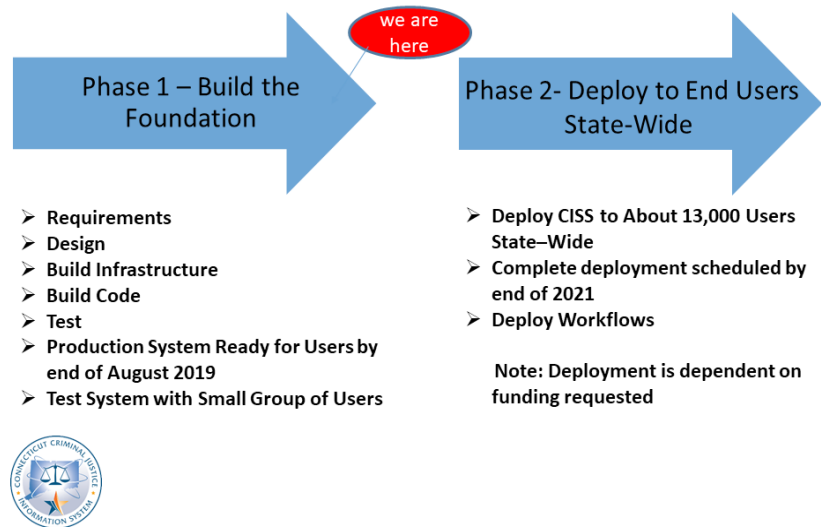 we are
here
Phase 1 – Build the
Foundation
Phase 2- Deploy to End Users
State-Wide
➢ Requirements
➢ Design
➢ Build Infrastructure
➢ Build Code
➢ Test
➢ Production System Ready for Users by
end of August 2019
➢ Test System with Small Group of Users
➢ Deploy CISS to About 13,000 Users
State–Wide
➢ Complete deployment scheduled by
end of 2021
➢ Deploy Workflows
Note: Deployment is dependent on
funding requested
CONNECTICUT CRIMINAL JUSTICE
INFORMATION SYSTEM